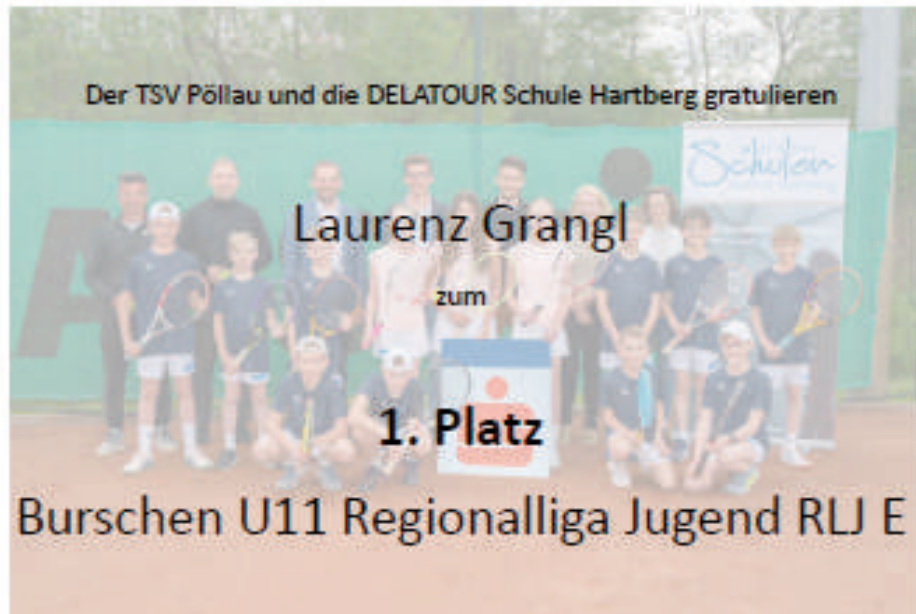 Der TSV Pöllau und die DELATOUR Schule Hartberg gratulieren
Schulen
Laurenz Grangl
zum
1. Platz
Burschen U11 Regionalliga Jugend RLJ E